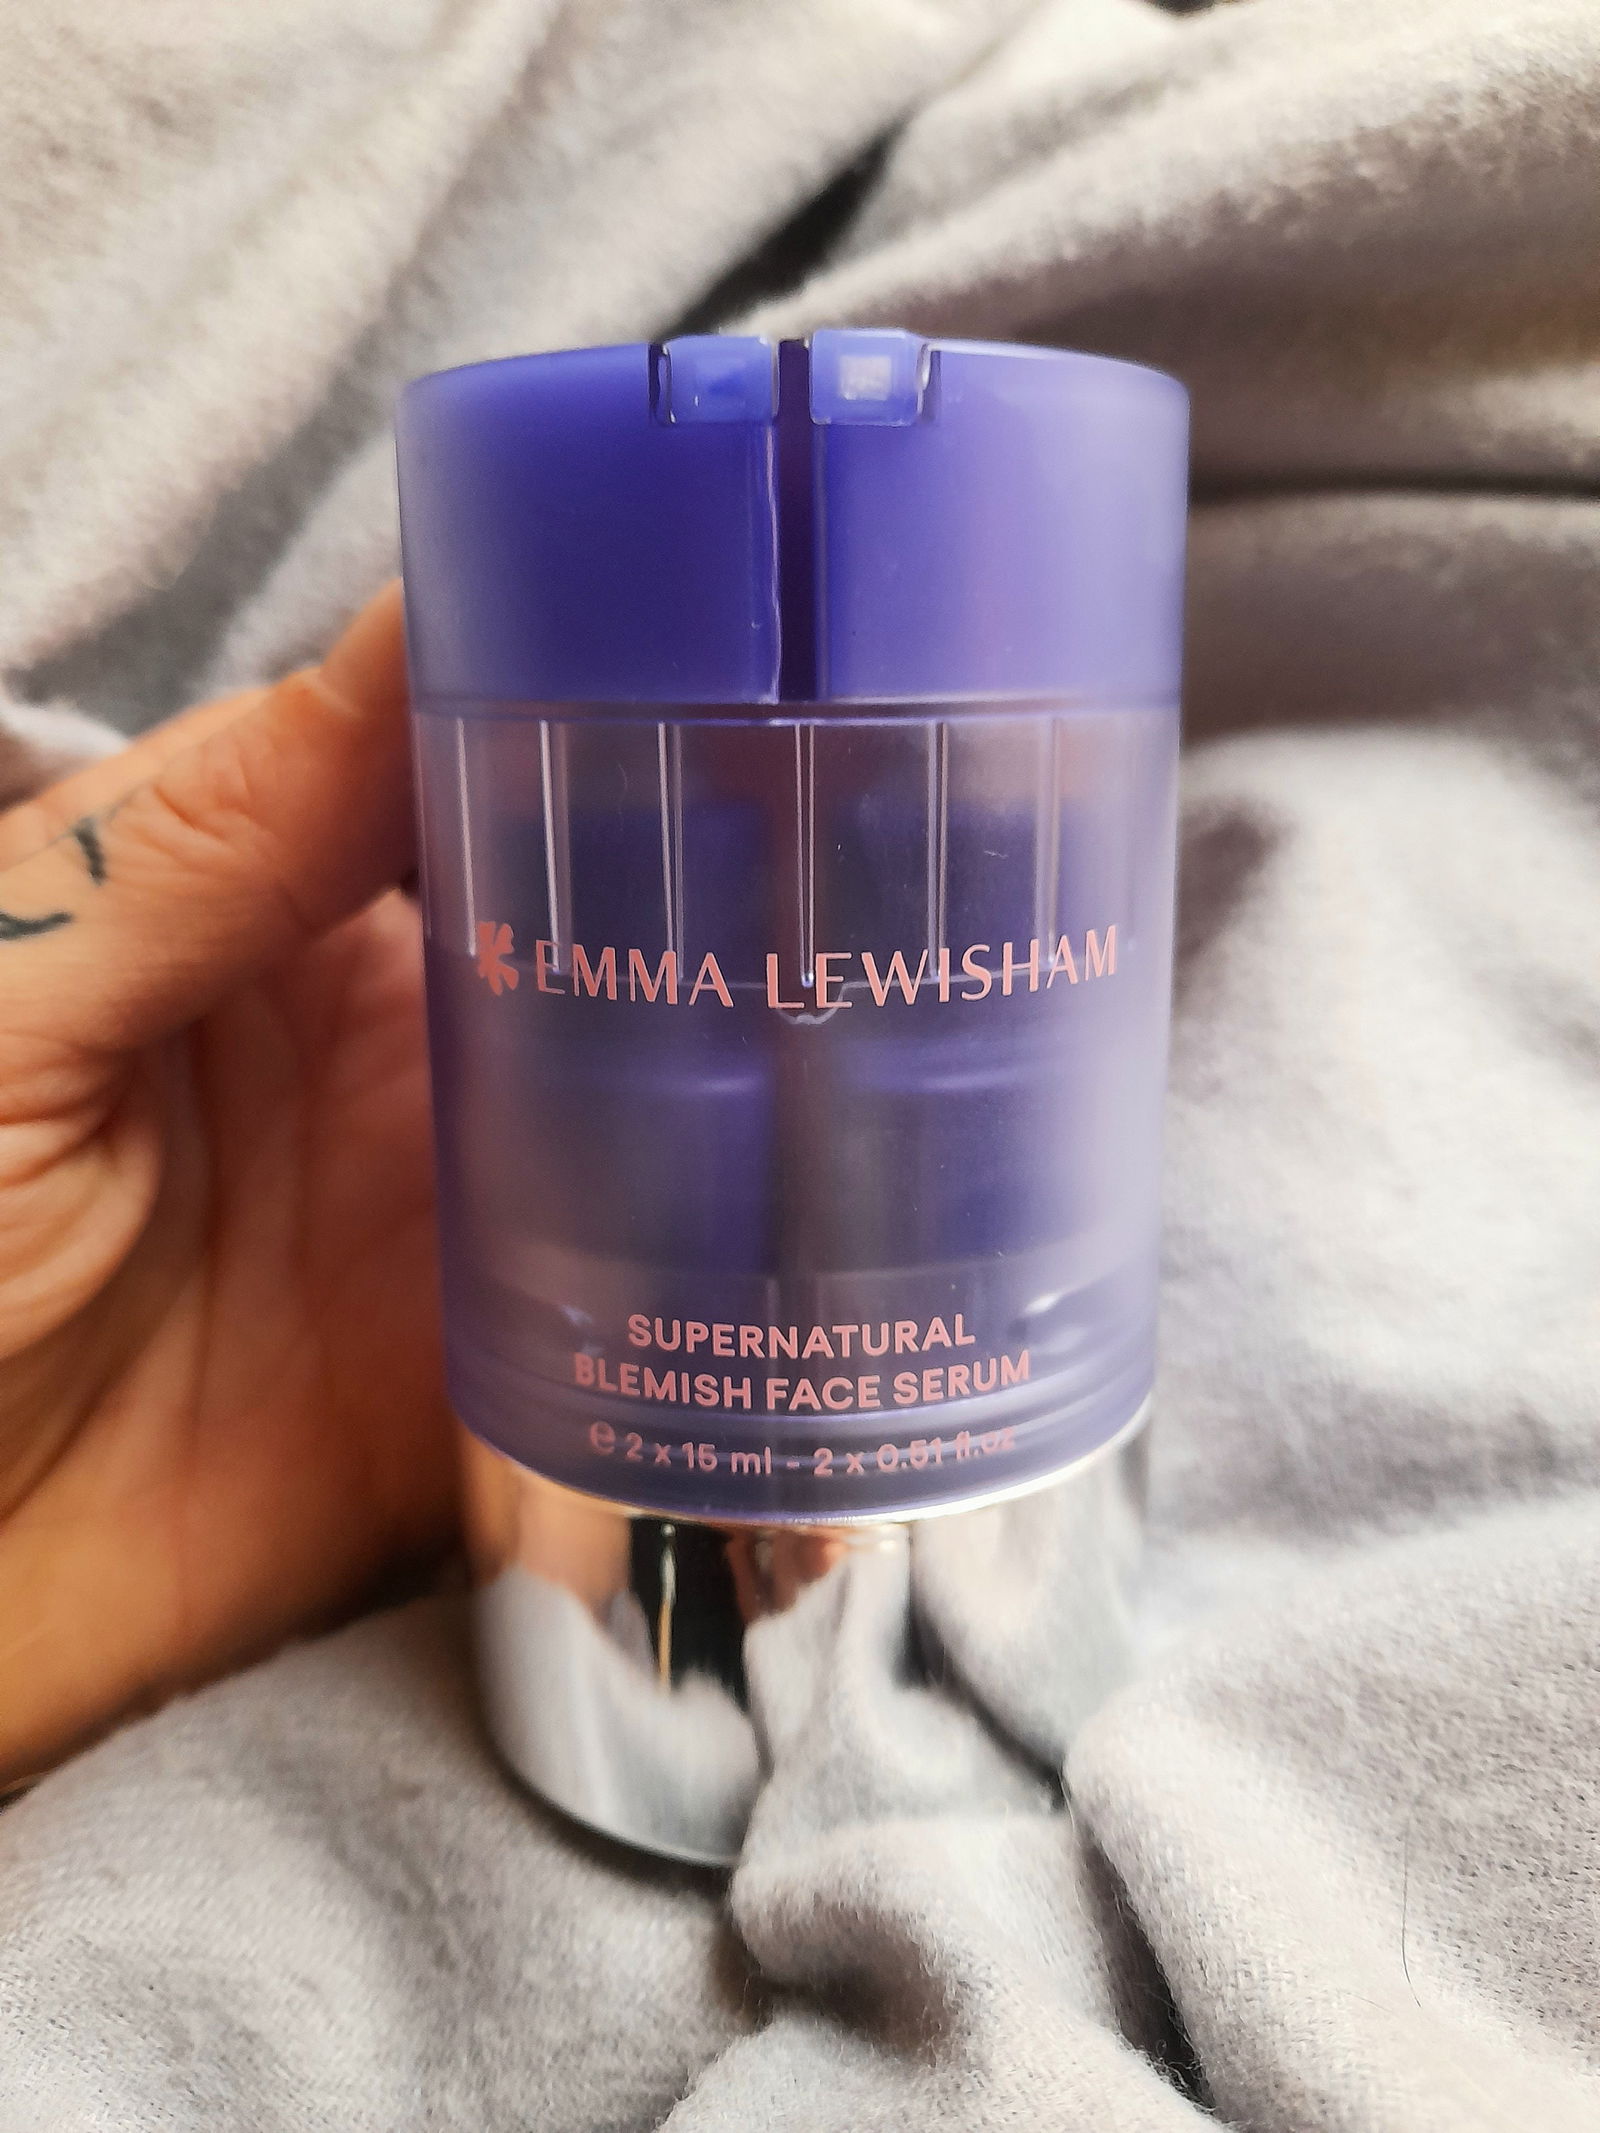 EMMA LEWISHAM
SUPERNATURAL
BLEMISH FACE SERUM
℮ 2 x 15 ml - 2 x 0.51 fl.oz